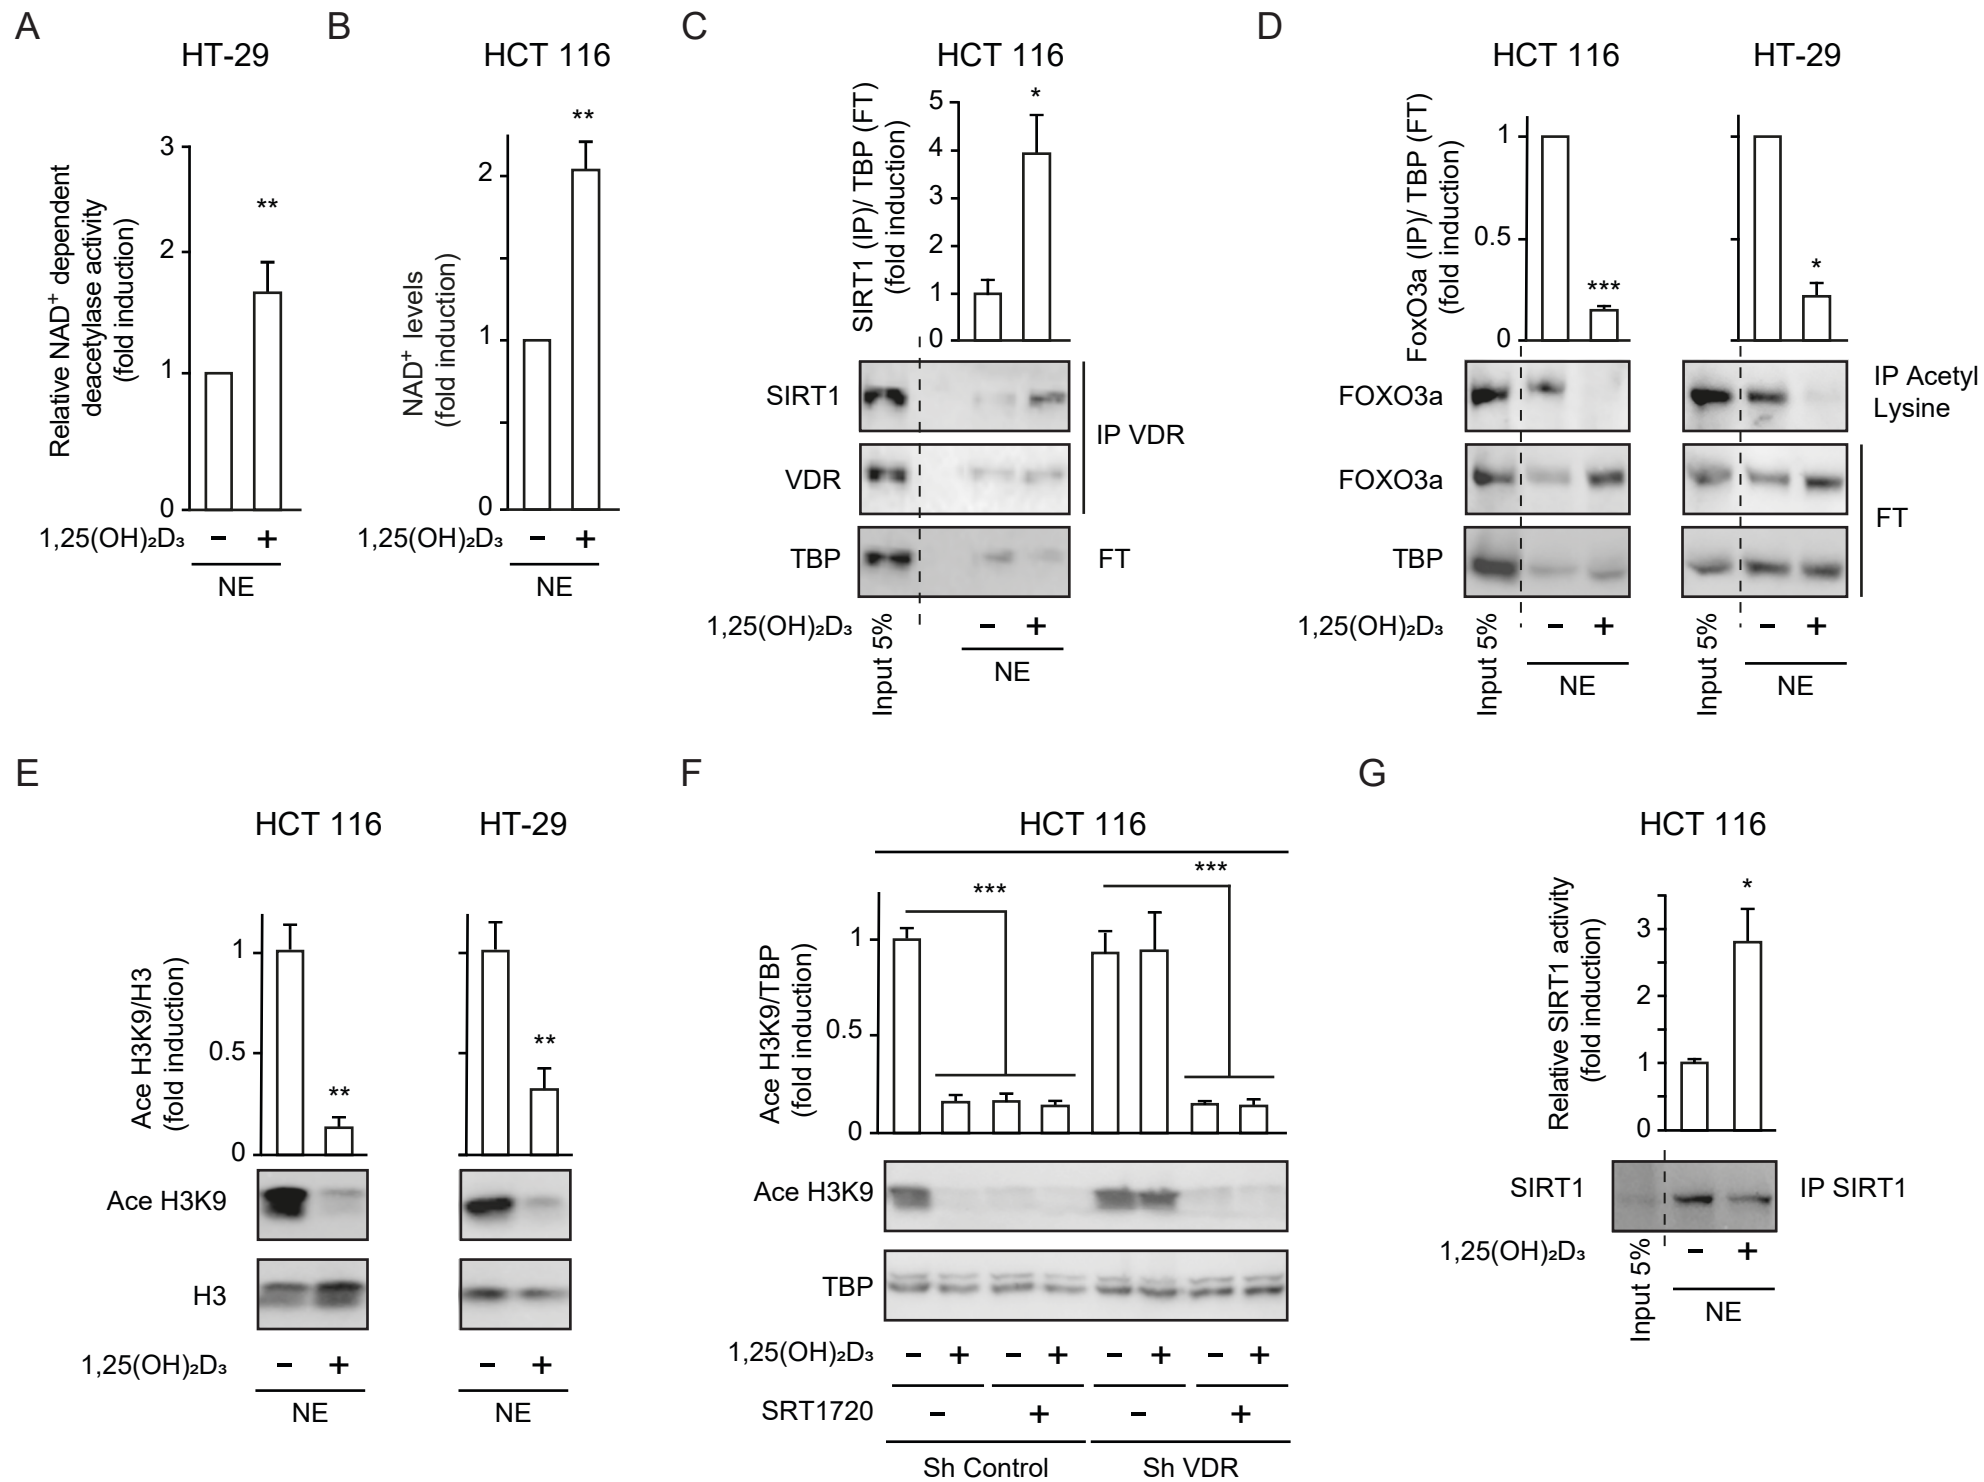 A
HT-29
Relative NAD⁺ dependent
deacetylase activity
(fold induction)
3
2
1
0
**
1,25(OH)₂D₃ − +
NE
B
HCT 116
NAD⁺ levels
(fold induction)
2
1
0
**
1,25(OH)₂D₃ − +
NE
C
HCT 116
SIRT1 (IP)/ TBP (FT)
(fold induction)
5
4
3
2
1
0
*
SIRT1
VDR
IP VDR
TBP
FT
1,25(OH)₂D₃ − +
Input 5%
NE
D
HCT 116
HT-29
FoxO3a (IP)/ TBP (FT)
(fold induction)
1
0.5
0
***
*
FOXO3a
IP Acetyl
Lysine
FOXO3a
TBP
FT
1,25(OH)₂D₃ − + − +
Input 5%
NE
Input 5%
NE
E
HCT 116
HT-29
Ace H3K9/H3
(fold induction)
1
0.5
0
**
**
Ace H3K9
H3
1,25(OH)₂D₃ − + − +
NE
NE
F
HCT 116
Ace H3K9/TBP
(fold induction)
1
0.5
0
***
***
Ace H3K9
TBP
1,25(OH)₂D₃ − + − + − + − +
SRT1720 − + − +
Sh Control
Sh VDR
G
HCT 116
Relative SIRT1 activity
(fold induction)
3
2
1
0
*
SIRT1
IP SIRT1
1,25(OH)₂D₃ − +
Input 5%
NE